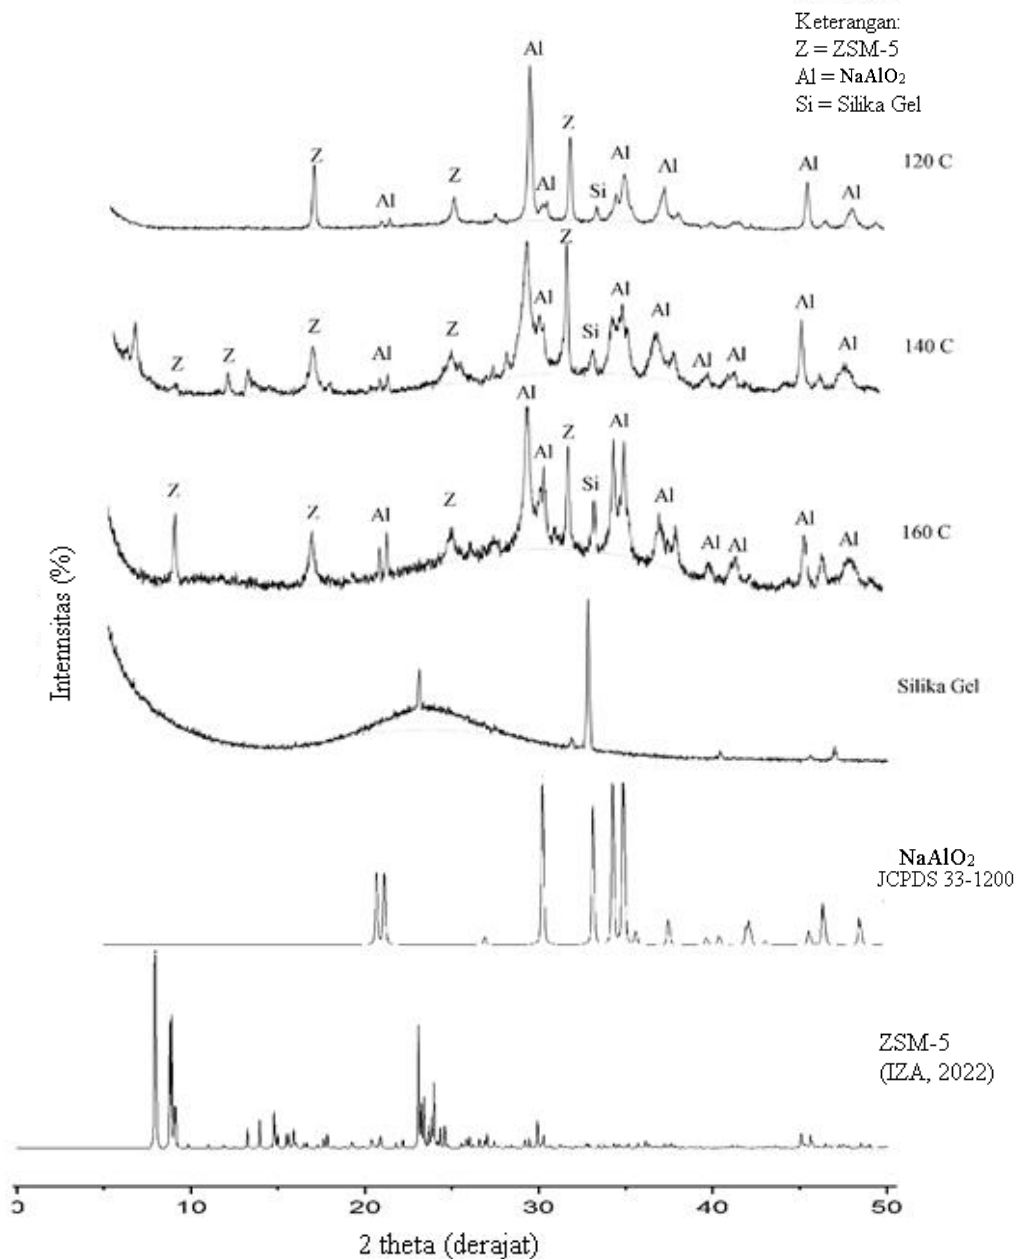 Keterangan:
Z = ZSM-5
Al = NaAlO₂
Si = Silika Gel
Al
Z
Z
Al
Z
Al
Si
Al
Al
Al
Al
120 C
Z
Z
Z
Al
Z
Al
Z
Si
Al
Al
Al
Al
Al
Al
140 C
Z
Z
Al
Z
Al
Al
Z
Si
Al
Al
Al
Al
Al
Al
160 C
Silika Gel
NaAlO₂
JCPDS 33-1200
ZSM-5
(IZA, 2022)
Intennsitas (%)
0 10 20 30 40 50
2 theta (derajat)